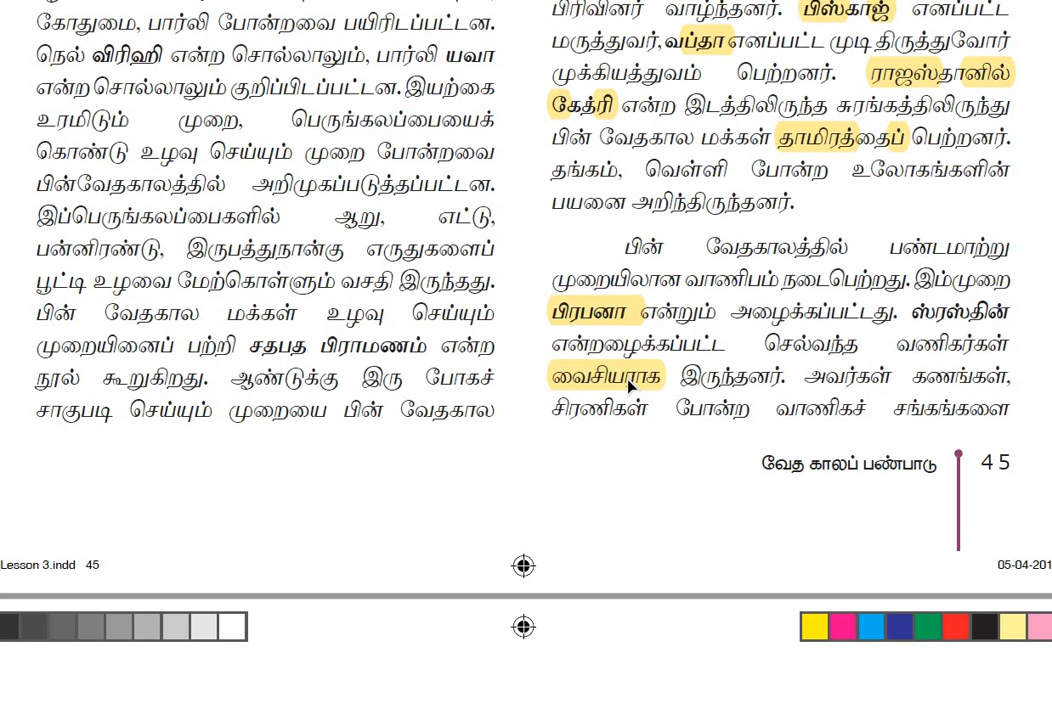 கோதுமை, பார்லி போன்றவை பயிரிடப்பட்டன.
நெல் விரிஹி என்ற சொல்லாலும், பார்லி யவா
என்ற சொல்லாலும் குறிப்பிடப்பட்டன. இயற்கை
உரமிடும் முறை, பெருங்கலப்பையைக்
கொண்டு உழவு செய்யும் முறை போன்றவை
பின்வேதகாலத்தில் அறிமுகப்படுத்தப்பட்டன.
இப்பெருங்கலப்பைகளில் ஆறு, எட்டு,
பன்னிரண்டு, இருபத்துநான்கு எருதுகளைப்
பூட்டி உழவை மேற்கொள்ளும் வசதி இருந்தது.
பின் வேதகால மக்கள் உழவு செய்யும்
முறையினைப் பற்றி சதபத பிராமணம் என்ற
நூல் கூறுகிறது. ஆண்டுக்கு இரு போகச்
சாகுபடி செய்யும் முறையை பின் வேதகால
பிரிவினர் வாழ்ந்தனர். பிஸ்காஜ் எனப்பட்ட
மருத்துவர், வப்தா எனப்பட்ட முடி திருத்துவோர்
முக்கியத்துவம் பெற்றனர். ராஜஸ்தானில்
கேத்ரி என்ற இடத்திலிருந்த சுரங்கத்திலிருந்து
பின் வேதகால மக்கள் தாமிரத்தைப் பெற்றனர்.
தங்கம், வெள்ளி போன்ற உலோகங்களின்
பயனை அறிந்திருந்தனர்.
பின் வேதகாலத்தில் பண்டமாற்று
முறையிலான வாணிபம் நடைபெற்றது. இம்முறை
பிரபனா என்றும் அழைக்கப்பட்டது. ஸ்ரஸ்தின்
என்றழைக்கப்பட்ட செல்வந்த வணிகர்கள்
வைசியராக இருந்தனர். அவர்கள் கணங்கள்,
சிரணிகள் போன்ற வாணிகச் சங்கங்களை
வேத காலப் பண்பாடு 45
Lesson 3.indd 45
05-04-201